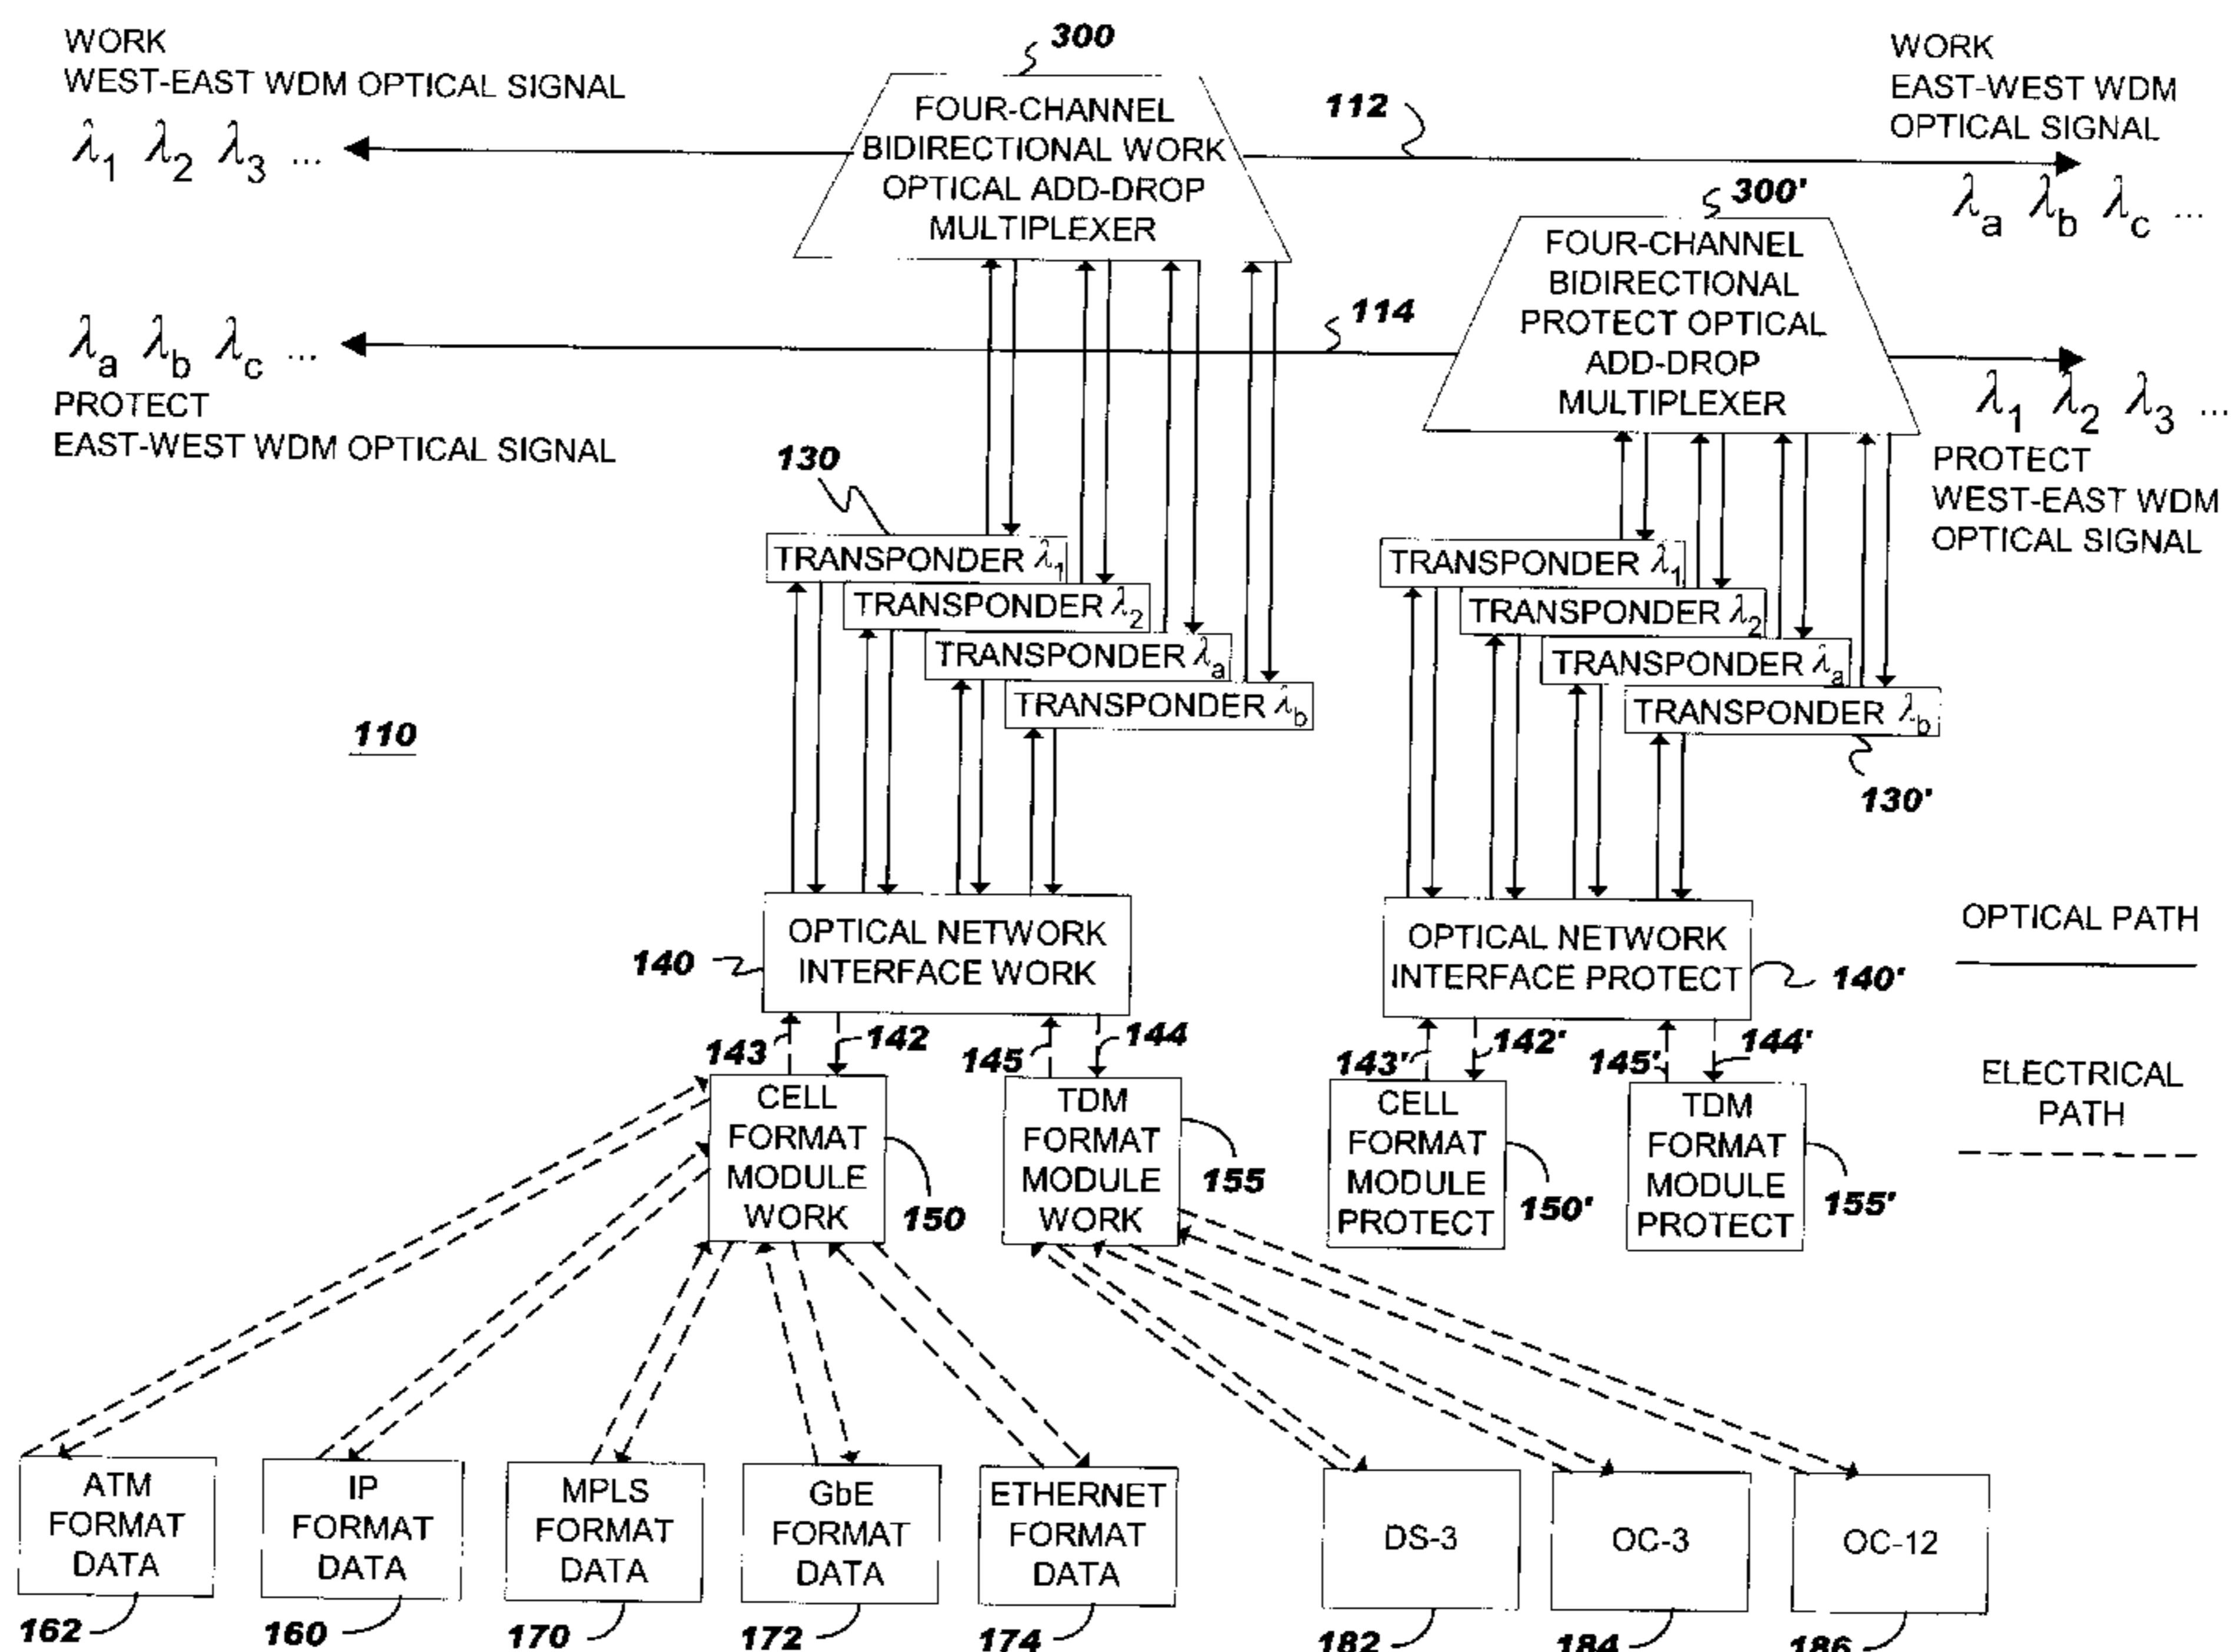 WORK
WEST-EAST WDM OPTICAL SIGNAL
λ1 λ2 λ3 ...
300
FOUR-CHANNEL
BIDIRECTIONAL WORK
OPTICAL ADD-DROP
MULTIPLEXER
112
WORK
EAST-WEST WDM
OPTICAL SIGNAL
λa λb λc ...
300'
FOUR-CHANNEL
BIDIRECTIONAL
PROTECT OPTICAL
ADD-DROP
MULTIPLEXER
114
λa λb λc ...
PROTECT
EAST-WEST WDM OPTICAL SIGNAL
λ1 λ2 λ3 ...
PROTECT
WEST-EAST WDM
OPTICAL SIGNAL
130
TRANSPONDER λ1
TRANSPONDER λ2
TRANSPONDER λa
TRANSPONDER λb
TRANSPONDER λ1
TRANSPONDER λ2
TRANSPONDER λa
TRANSPONDER λb
130'
110
OPTICAL NETWORK
INTERFACE WORK
140
OPTICAL NETWORK
INTERFACE PROTECT
140'
OPTICAL PATH
ELECTRICAL
PATH
143
142
145
144
143'
142'
145'
144'
CELL
FORMAT
MODULE
WORK
150
TDM
FORMAT
MODULE
WORK
155
CELL
FORMAT
MODULE
PROTECT
150'
TDM
FORMAT
MODULE
PROTECT
155'
ATM
FORMAT
DATA
162
IP
FORMAT
DATA
160
MPLS
FORMAT
DATA
170
GbE
FORMAT
DATA
172
ETHERNET
FORMAT
DATA
174
DS-3
182
OC-3
184
OC-12
186